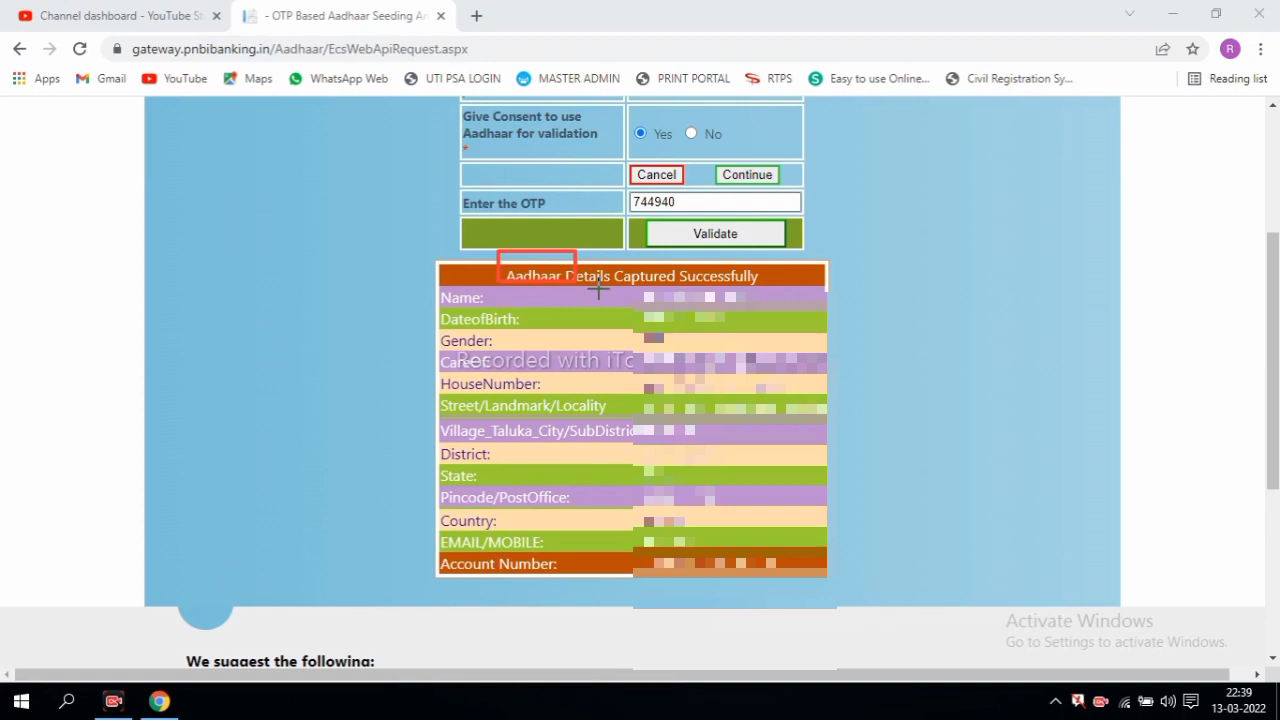 Channel dashboard - YouTube St
- OTP Based Aadhaar Seeding An
gateway.pnbibanking.in/Aadhaar/EcsWebApiRequest.aspx
R
Apps
Gmail
YouTube
Maps
WhatsApp Web
UTI PSA LOGIN
MASTER ADMIN
PRINT PORTAL
RTPS
Easy to use Online...
Civil Registration Sy...
Reading list
Give Consent to use
Aadhaar for validation
*
Yes
No
Cancel
Continue
Enter the OTP
744940
Validate
Aadhaar Details Captured Successfully
Name:
DateofBirth:
Gender:
Recorded with iTo
HouseNumber:
Street/Landmark/Locality
Village_Taluka_City/SubDistric
District:
State:
Pincode/PostOffice:
Country:
EMAIL/MOBILE:
Account Number:
Activate Windows
Go to Settings to activate Windows.
We suggest the following:
22:39
13-03-2022